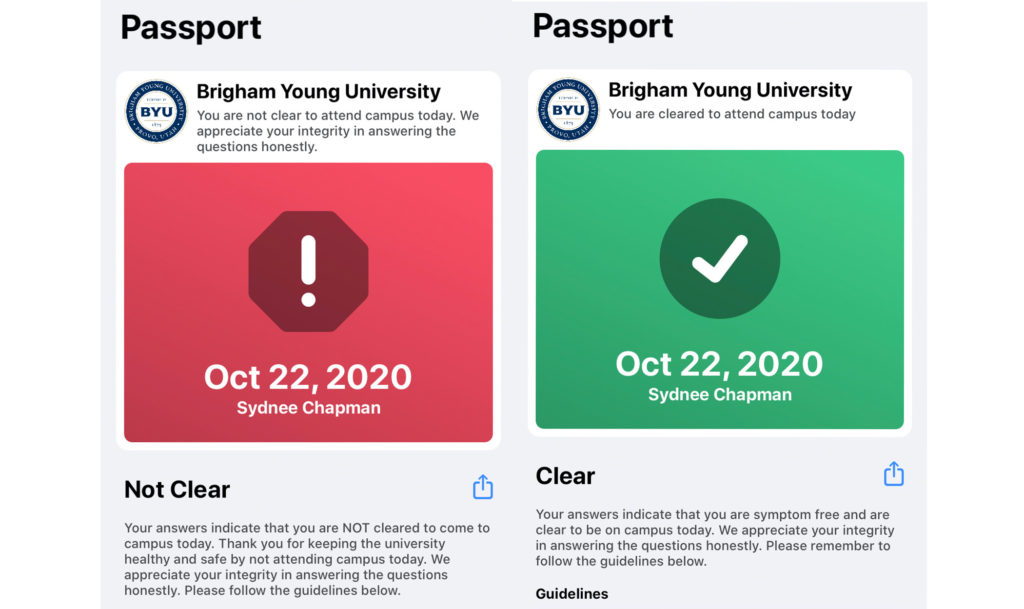 Passport
BRIGHAM YOUNG UNIVERSITY
BYU
PROVO, UTAH
Brigham Young University
You are not clear to attend campus today. We
appreciate your integrity in answering the
questions honestly.
Oct 22, 2020
Sydnee Chapman
Not Clear
Your answers indicate that you are NOT cleared to come to
campus today. Thank you for keeping the university
healthy and safe by not attending campus today. We
appreciate your integrity in answering the questions
honestly. Please follow the guidelines below.
Passport
BRIGHAM YOUNG UNIVERSITY
BYU
PROVO, UTAH
Brigham Young University
You are cleared to attend campus today
Oct 22, 2020
Sydnee Chapman
Clear
Your answers indicate that you are symptom free and are
clear to be on campus today. We appreciate your integrity
in answering the questions honestly. Please remember to
follow the guidelines below.
Guidelines